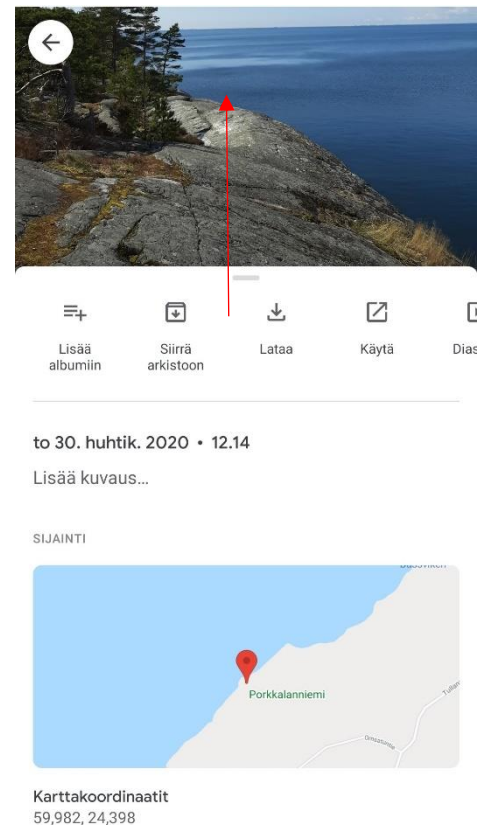 Lisää
albumiin
Siirrä
arkistoon
Lataa
Käytä
Dias
to 30. huhtik. 2020 • 12.14
Lisää kuvaus...
SIJAINTI
Porkkalanniemi
Karttakoordinaatit
59,982, 24,398